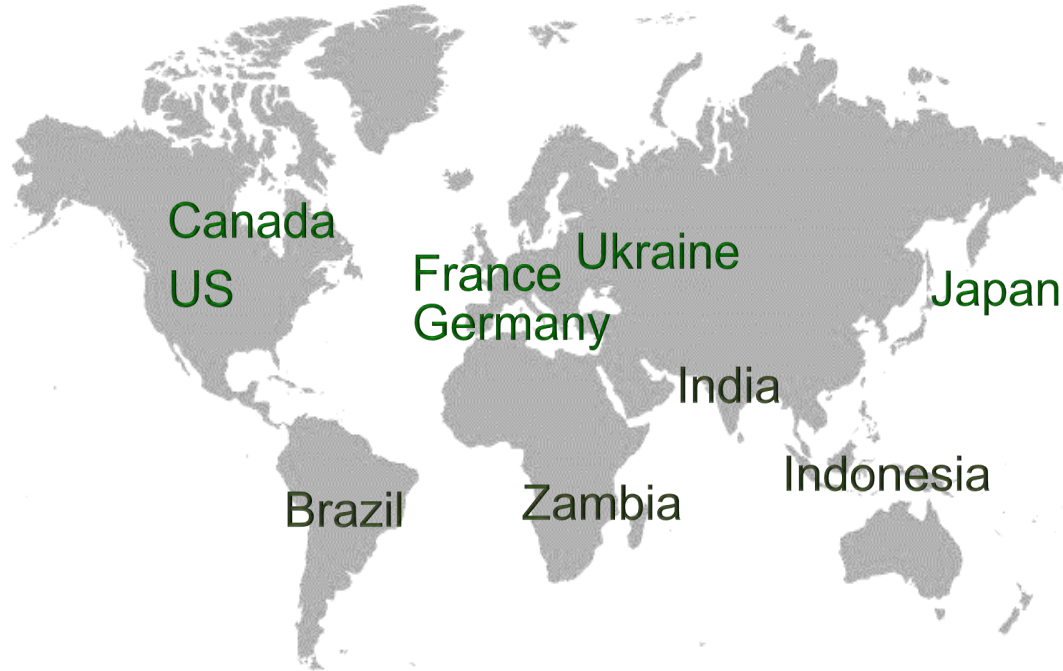 Canada
US
France
Germany
Ukraine
Japan
India
Indonesia
Brazil
Zambia